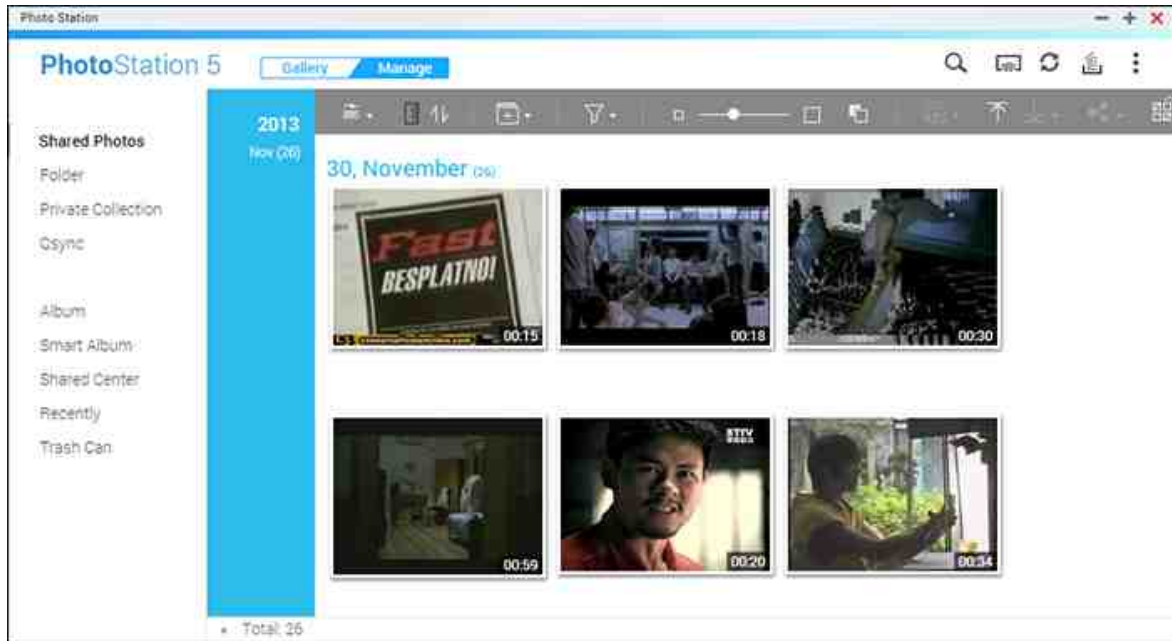 Photo Station
PhotoStation 5
Gallery
Manage
Shared Photos
Folder
Private Collection
Qsync
Album
Smart Album
Shared Center
Recently
Trash Can
2013
Nov (26)
30, November (26)
Fast
BESPLATNO!
00:15
00:18
00:30
00:59
00:20
00:34
Total: 26